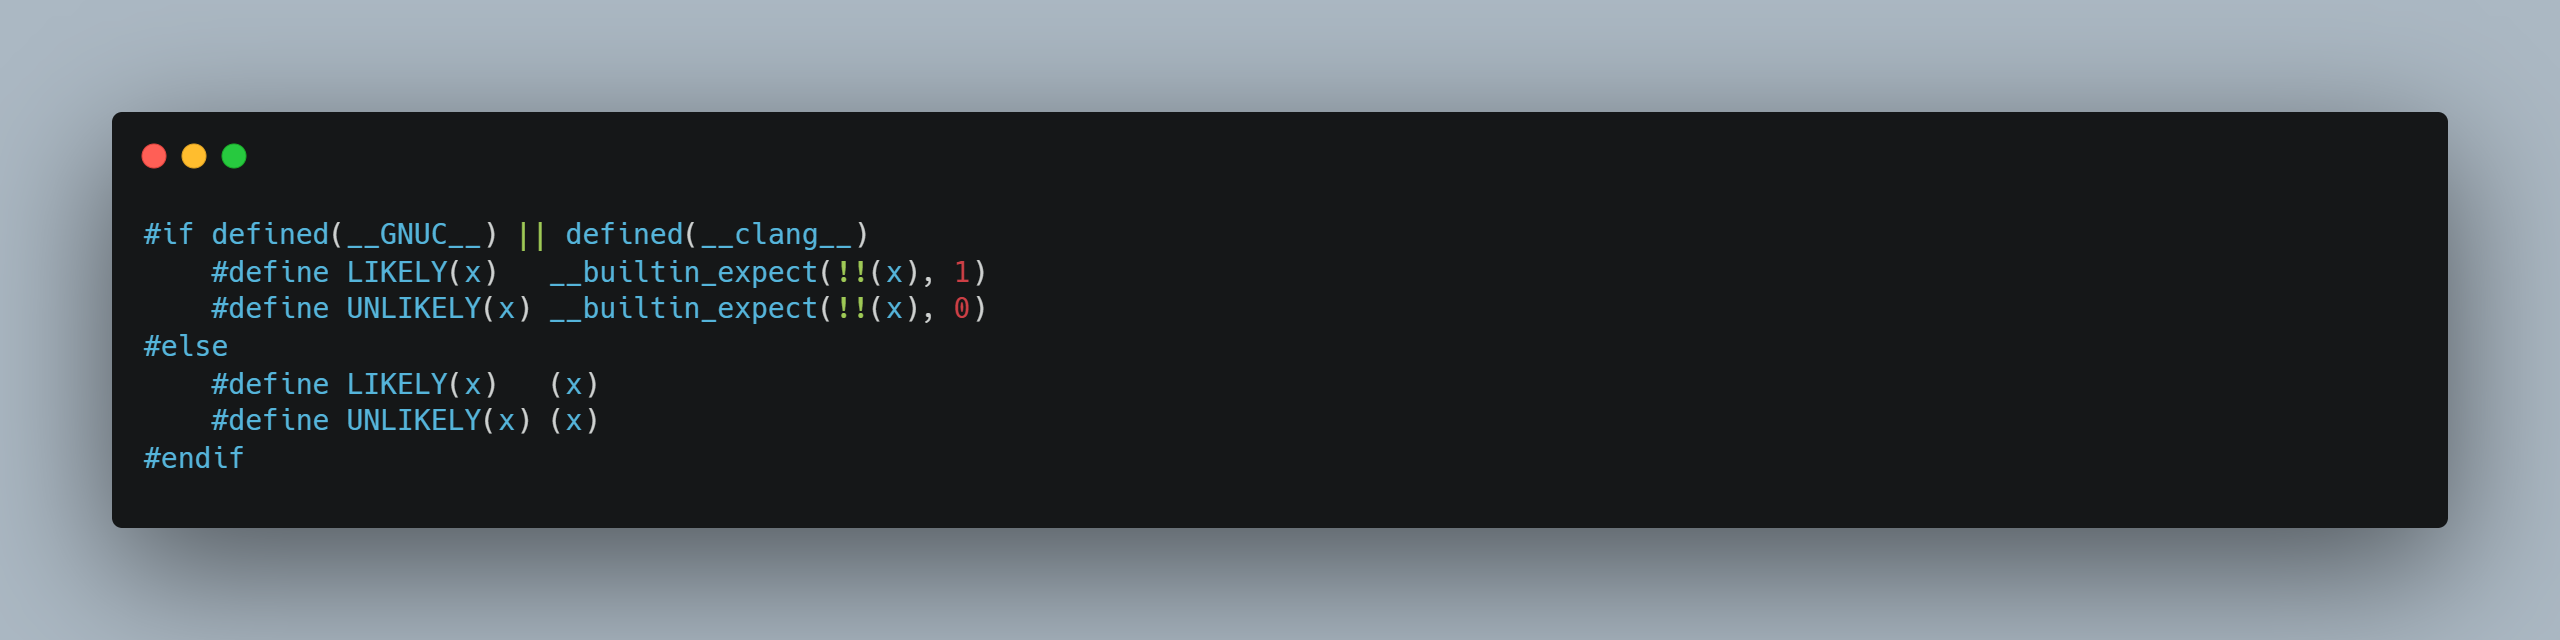 #if defined(__GNUC__) || defined(__clang__)
    #define LIKELY(x)   __builtin_expect(!!(x), 1)
    #define UNLIKELY(x) __builtin_expect(!!(x), 0)
#else
    #define LIKELY(x)   (x)
    #define UNLIKELY(x) (x)
#endif